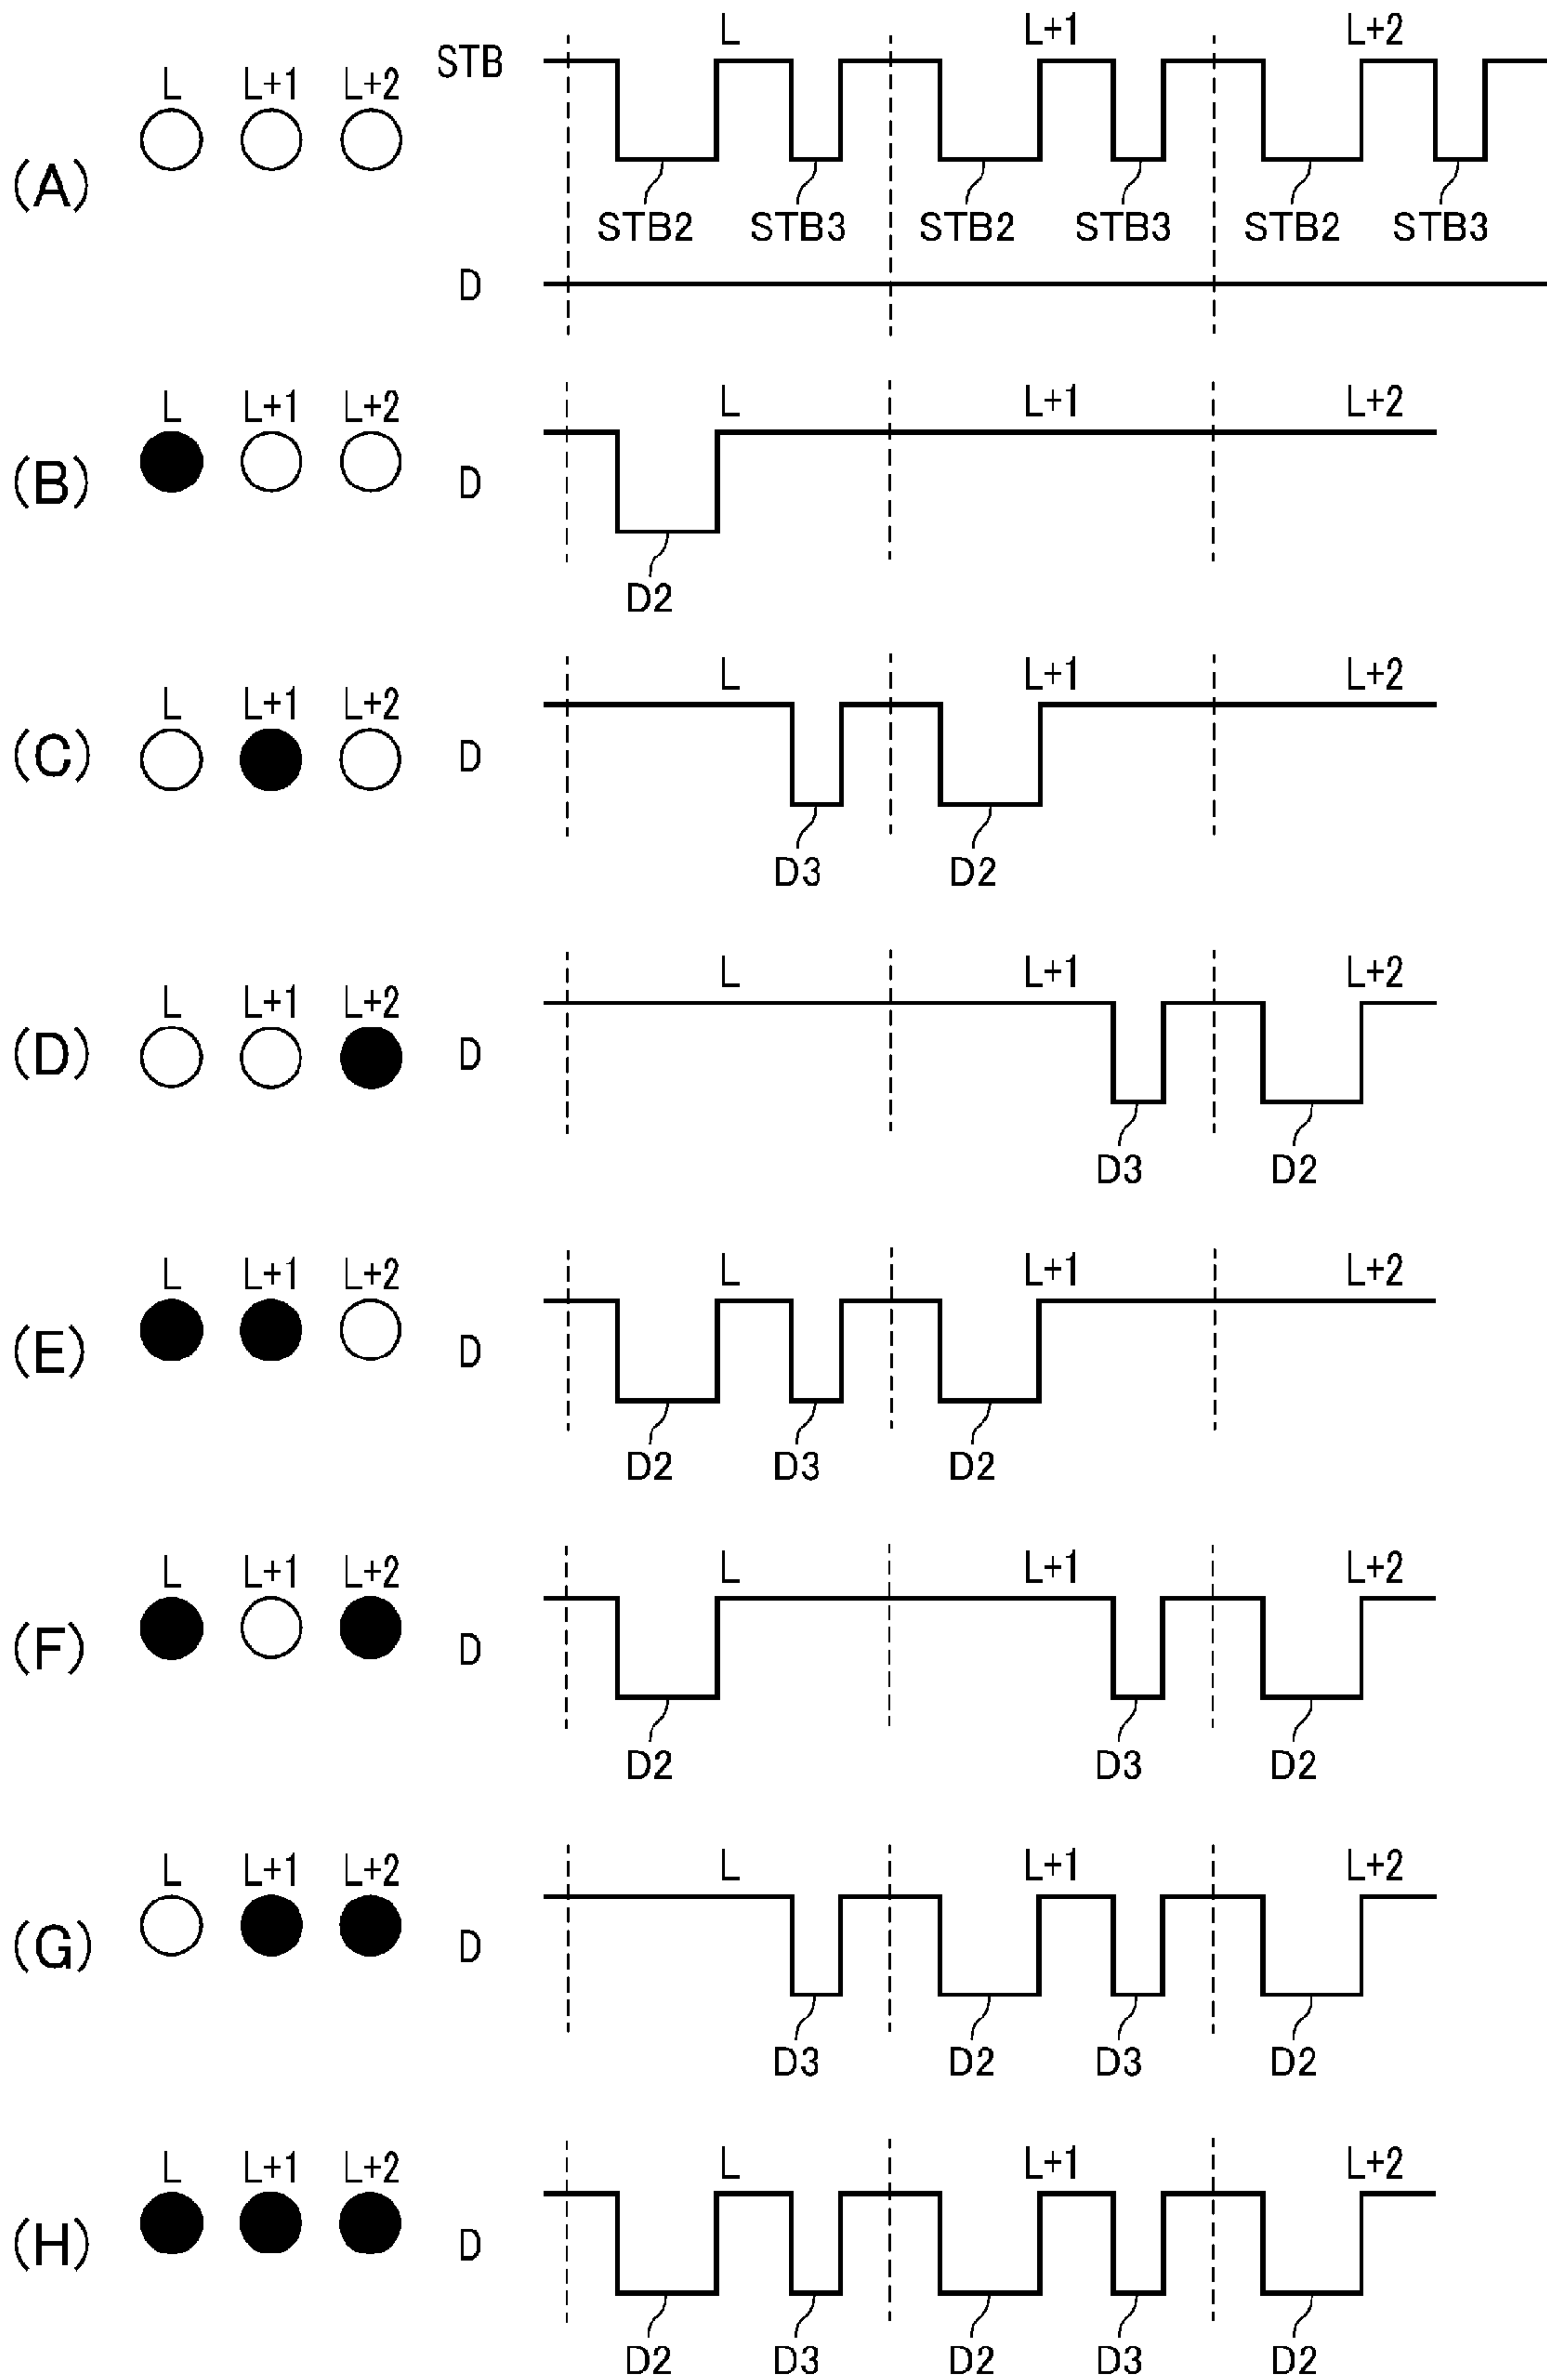 (A)
L L+1 L+2
STB
L L+1 L+2
STB2 STB3 STB2 STB3 STB2 STB3
D
(B)
L L+1 L+2
D
L L+1 L+2
D2
(C)
L L+1 L+2
D
L L+1 L+2
D3 D2
(D)
L L+1 L+2
D
L L+1 L+2
D3 D2
(E)
L L+1 L+2
D
L L+1 L+2
D2 D3 D2
(F)
L L+1 L+2
D
L L+1 L+2
D2 D3 D2
(G)
L L+1 L+2
D
L L+1 L+2
D3 D2 D3 D2
(H)
L L+1 L+2
D
L L+1 L+2
D2 D3 D2 D3 D2